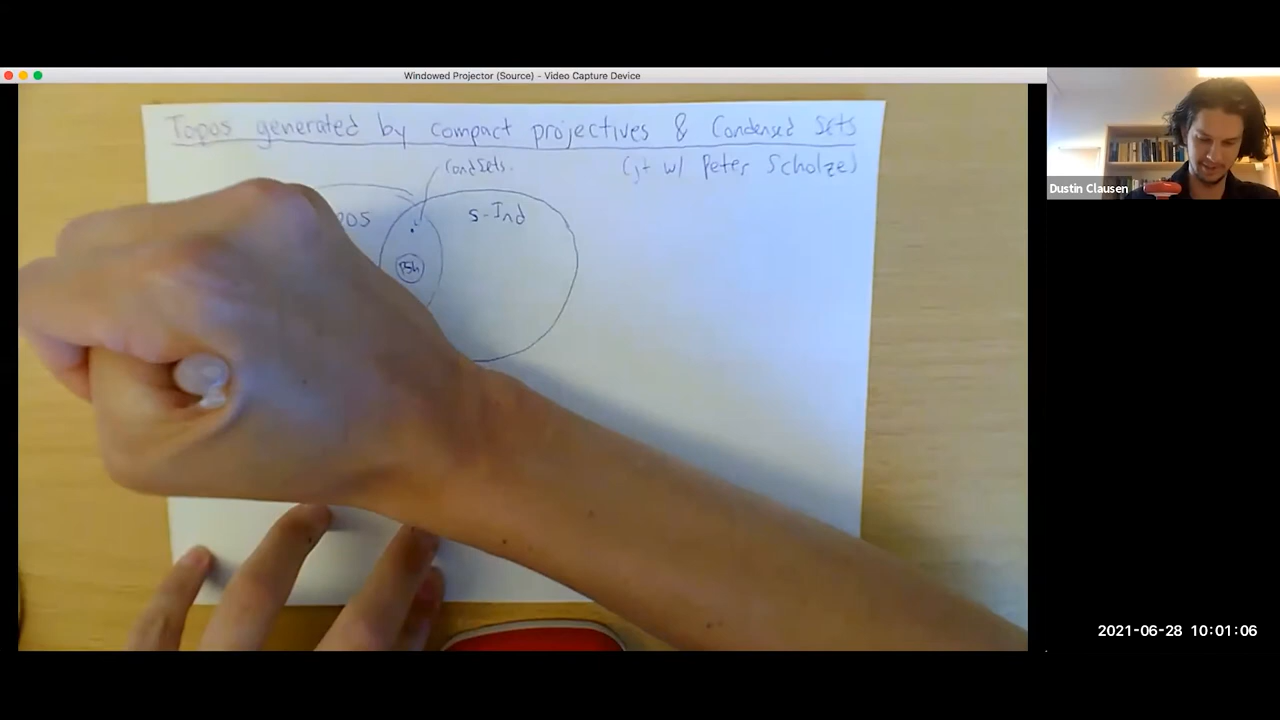 Windowed Projector (Source) - Video Capture Device
Topos generated by compact projectives & Condensed Sets
(jt w/ Peter Scholze)
CondSets.
s-Ind
PSh
Dustin Clausen
2021-06-28 10:01:06